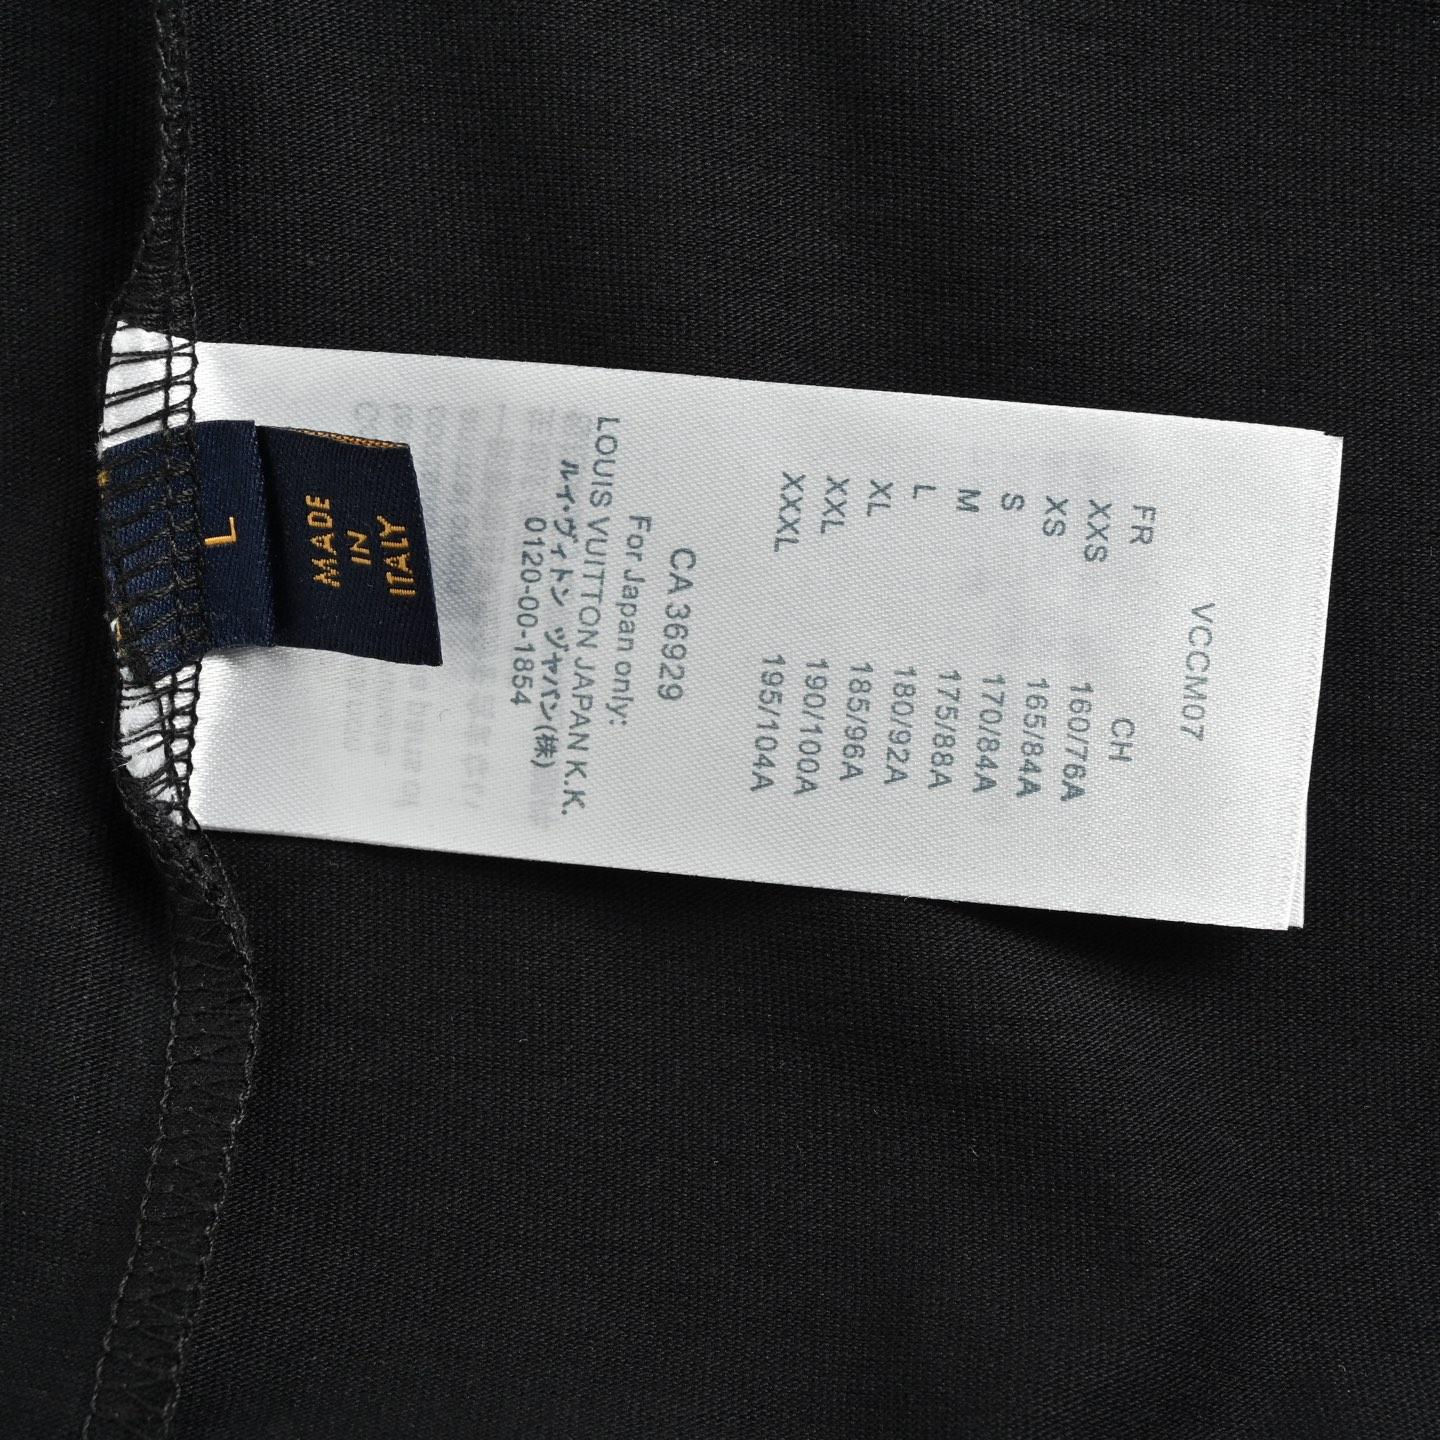 VCCM07
FR CH
XXS 160/76A
XS 165/84A
S 170/84A
M 175/88A
L 180/92A
XL 185/96A
XXL 190/100A
XXXL 195/104A
CA 36929
For Japan only:
LOUIS VUITTON JAPAN K.K.
ルイ・ヴィトン ジャパン(株)
0120-00-1854
MADE
IN
ITALY
L